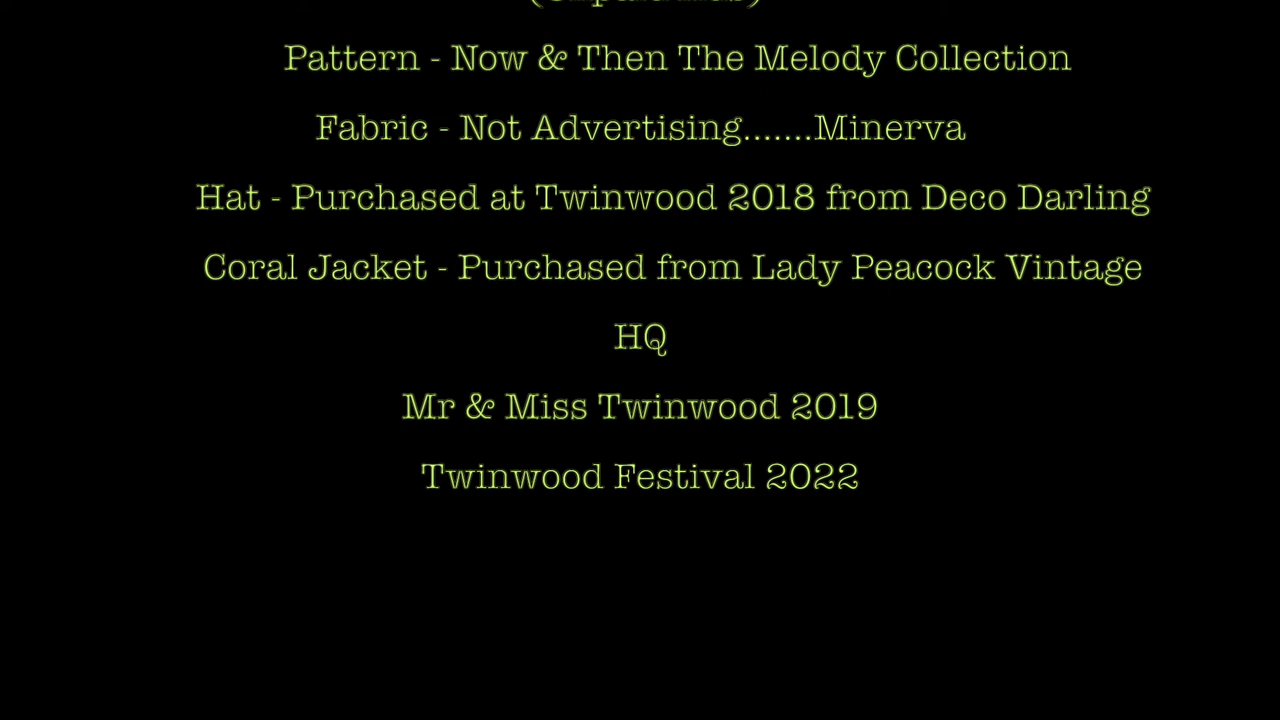 Pattern - Now & Then The Melody Collection
Fabric - Not Advertising.......Minerva
Hat - Purchased at Twinwood 2018 from Deco Darling
Coral Jacket - Purchased from Lady Peacock Vintage
HQ
Mr & Miss Twinwood 2019
Twinwood Festival 2022